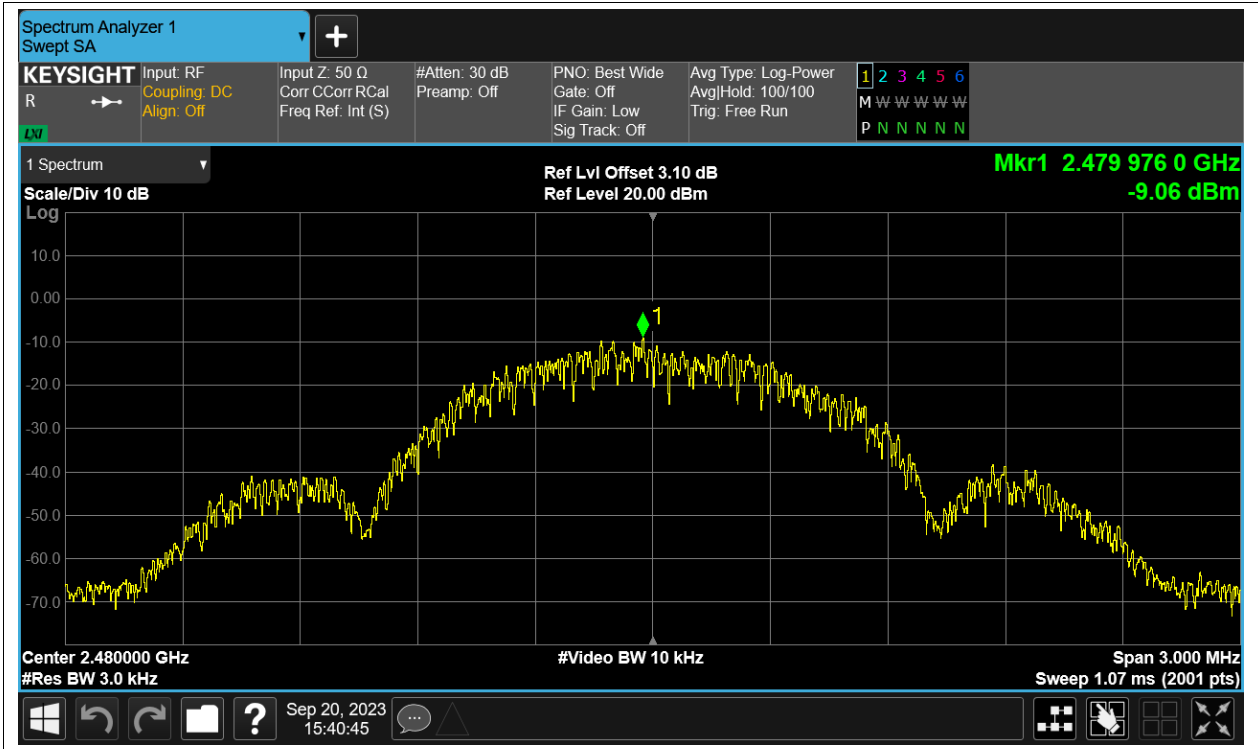 Spectrum Analyzer 1
Swept SA
KEYSIGHT
R
LXI
Input: RF
Coupling: DC
Align: Off
Input Z: 50 Ω
Corr CCorr RCal
Freq Ref: Int (S)
#Atten: 30 dB
Preamp: Off
PNO: Best Wide
Gate: Off
IF Gain: Low
Sig Track: Off
Avg Type: Log-Power
Avg|Hold: 100/100
Trig: Free Run
1 2 3 4 5 6
M W W W W W
P N N N N N
1 Spectrum
Scale/Div 10 dB
Log
Ref Lvl Offset 3.10 dB
Ref Level 20.00 dBm
Mkr1 2.479 976 0 GHz
-9.06 dBm
10.0
0.00
1
-10.0
-20.0
-30.0
-40.0
-50.0
-60.0
-70.0
Center 2.480000 GHz
#Video BW 10 kHz
Span 3.000 MHz
#Res BW 3.0 kHz
Sweep 1.07 ms (2001 pts)
?
Sep 20, 2023
15:40:45